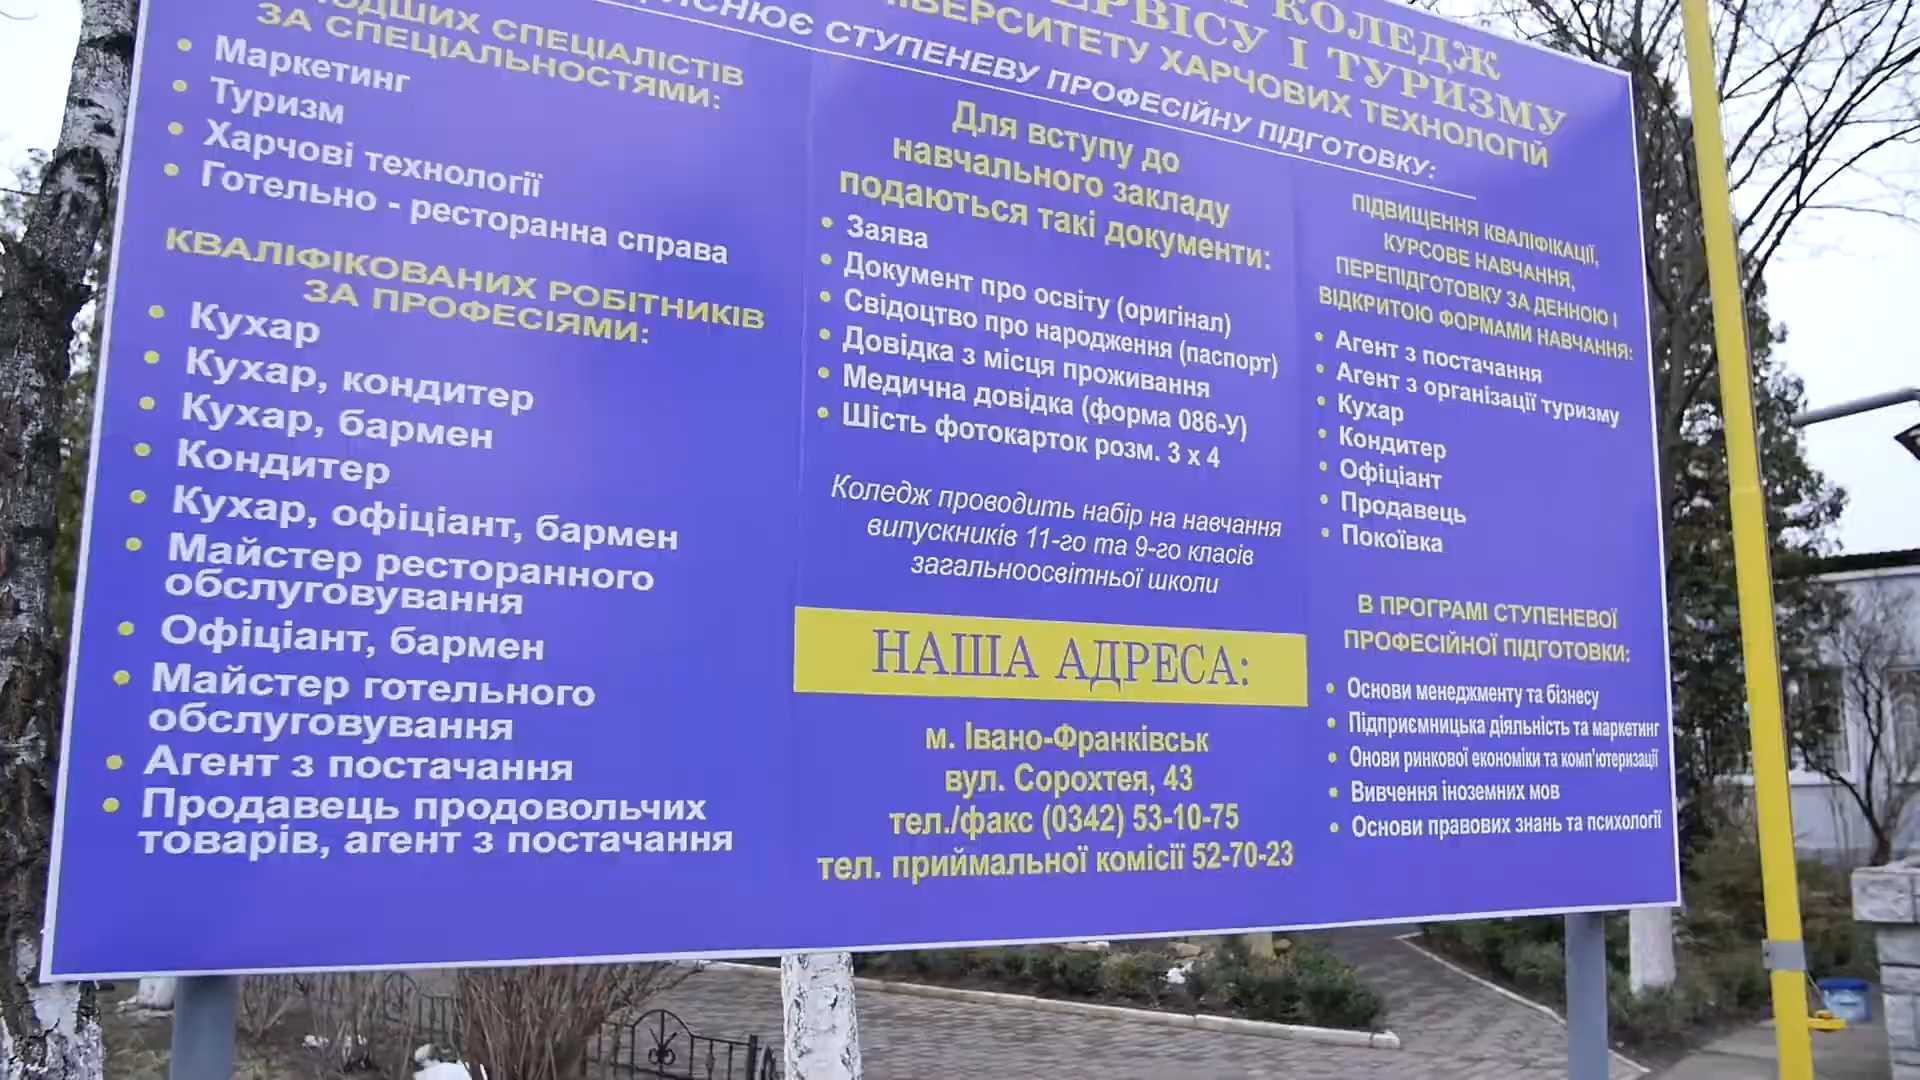 КОЛЕДЖ
І ТУРИЗМУ
УНІВЕРСИТЕТУ ХАРЧОВИХ ТЕХНОЛОГІЙ
СТУПЕНЕВУ ПРОФЕСІЙНУ ПІДГОТОВКУ:
СПЕЦІАЛІСТІВ
ЗА СПЕЦІАЛЬНОСТЯМИ:
• Маркетинг
• Туризм
• Харчові технології
• Готельно - ресторанна справа
КВАЛІФІКОВАНИХ РОБІТНИКІВ
ЗА ПРОФЕСІЯМИ:
• Кухар
• Кухар, кондитер
• Кухар, бармен
• Кондитер
• Кухар, офіціант, бармен
• Майстер ресторанного
обслуговування
• Офіціант, бармен
• Майстер готельного
обслуговування
• Агент з постачання
• Продавець продовольчих
товарів, агент з постачання
Для вступу до
навчального закладу
подаються такі документи:
• Заява
• Документ про освіту (оригінал)
• Свідоцтво про народження (паспорт)
• Довідка з місця проживання
• Медична довідка (форма 086-У)
• Шість фотокарток розм. 3 х 4
Коледж проводить набір на навчання
випускників 11-го та 9-го класів
загальноосвітньої школи
НАША АДРЕСА:
м. Івано-Франківськ
вул. Сорохтея, 43
тел./факс (0342) 53-10-75
тел. приймальної комісії 52-70-23
ПІДВИЩЕННЯ КВАЛІФІКАЦІЇ,
КУРСОВЕ НАВЧАННЯ,
ПЕРЕПІДГОТОВКУ ЗА ДЕННОЮ І
ВІДКРИТОЮ ФОРМАМИ НАВЧАННЯ:
• Агент з постачання
• Агент з організації туризму
• Кухар
• Кондитер
• Офіціант
• Продавець
• Покоївка
В ПРОГРАМІ СТУПЕНЕВОЇ
ПРОФЕСІЙНОЇ ПІДГОТОВКИ:
• Основи менеджменту та бізнесу
• Підприємницька діяльність та маркетинг
• Онови ринкової економіки та комп'ютеризації
• Вивчення іноземних мов
• Основи правових знань та психології